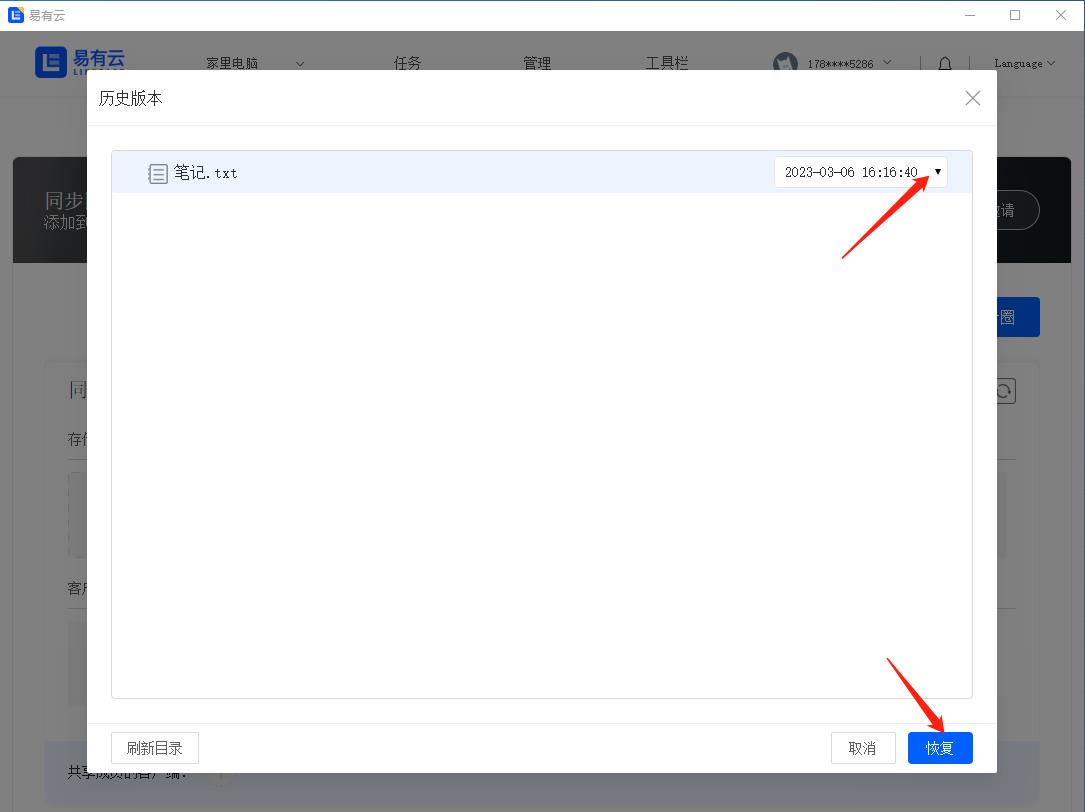 易有云
易有云
家里电脑
任务
管理
工具栏
178****5286
Language
历史版本
笔记.txt
2023-03-06 16:16:40
同步
添加到
请
圈
同
存
客
刷新目录
取消
恢复
共享成员的客户端: